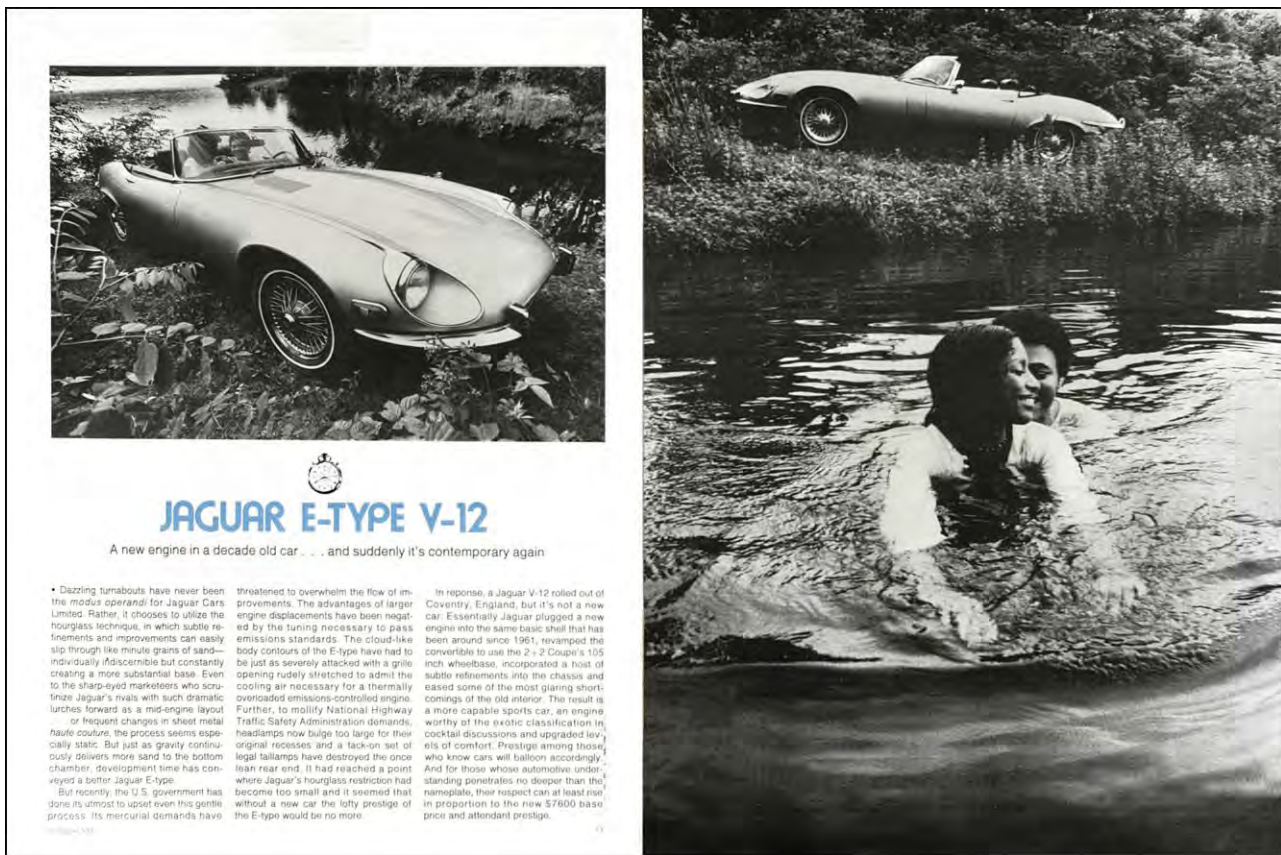 JAGUAR E-TYPE V-12
A new engine in a decade old car . . . and suddenly it's contemporary again
• Dazzling turnabouts have never been
the modus operandi for Jaguar Cars
Limited. Rather, it chooses to utilize the
hourglass technique, in which subtle re-
finements and improvements can easily
slip through like minute grains of sand—
individually indiscernible but constantly
creating a more substantial base. Even
to the sharp-eyed marketeers who scru-
tinize Jaguar's rivals with such dramatic
lurches forward as a mid-engine layout
. . . or frequent changes in sheet metal
haute couture, the process seems espe-
cially static. But just as gravity continu-
ously delivers more sand to the bottom
chamber, development time has con-
veyed a better Jaguar E-type.
But recently, the U.S. government has
done its utmost to upset even this gentle
process. Its mercurial demands have
threatened to overwhelm the flow of im-
provements. The advantages of larger
engine displacements have been negat-
ed by the tuning necessary to pass
emissions standards. The cloud-like
body contours of the E-type have had to
be just as severely attacked with a grille
opening rudely stretched to admit the
cooling air necessary for a thermally
overloaded emissions-controlled engine.
Further, to mollify National Highway
Traffic Safety Administration demands,
headlamps now bulge too large for their
original recesses and a tack-on set of
legal taillamps have destroyed the once
lean rear end. It had reached a point
where Jaguar's hourglass restriction had
become too small and it seemed that
without a new car the lofty prestige of
the E-type would be no more.
In reponse, a Jaguar V-12 rolled out of
Coventry, England, but it's not a new
car. Essentially Jaguar plugged a new
engine into the same basic shell that has
been around since 1961, revamped the
convertible to use the 2+2 Coupe's 105
inch wheelbase, incorporated a host of
subtle refinements into the chassis and
eased some of the most glaring short-
comings of the old interior. The result is
a more capable sports car, an engine
worthy of the exotic classification in
cocktail discussions and upgraded lev-
els of comfort. Prestige among those
who know cars will balloon accordingly.
And for those whose automotive under-
standing penetrates no deeper than the
nameplate, their respect can at least rise
in proportion to the new $7600 base
price and attendant prestige.